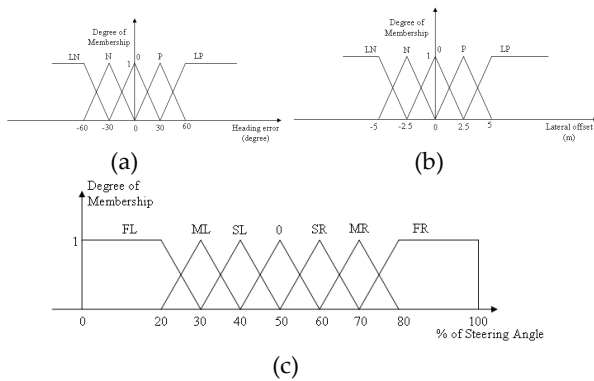 Degree of
Membership
LN N 0 P LP
1
-60 -30 0 30 60
Heading error
(degree)
(a)
Degree of
Membership
LN N 0 P LP
1
-5 -2.5 0 2.5 5
Lateral offset
(m)
(b)
Degree of
Membership
FL ML SL 0 SR MR FR
1
0 20 30 40 50 60 70 80 100
% of Steering Angle
(c)